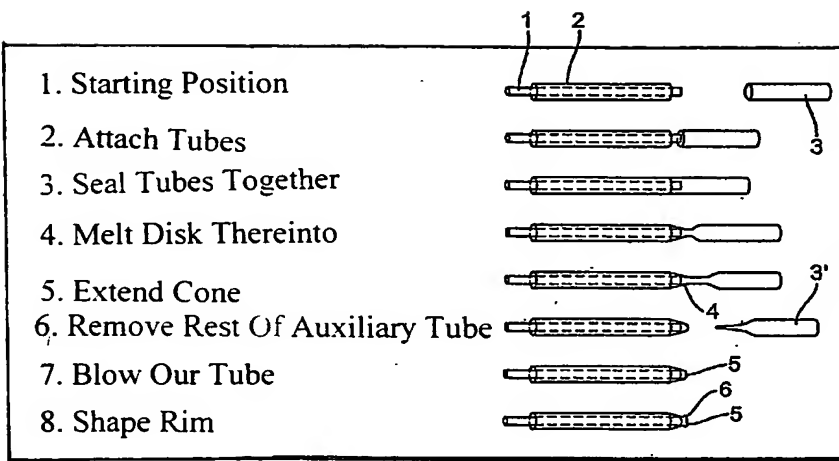 1 2
1. Starting Position
3
2. Attach Tubes
3. Seal Tubes Together
4. Melt Disk Thereinto
5. Extend Cone
4
3'
6. Remove Rest Of Auxiliary Tube
7. Blow Our Tube
5
6
8. Shape Rim
5